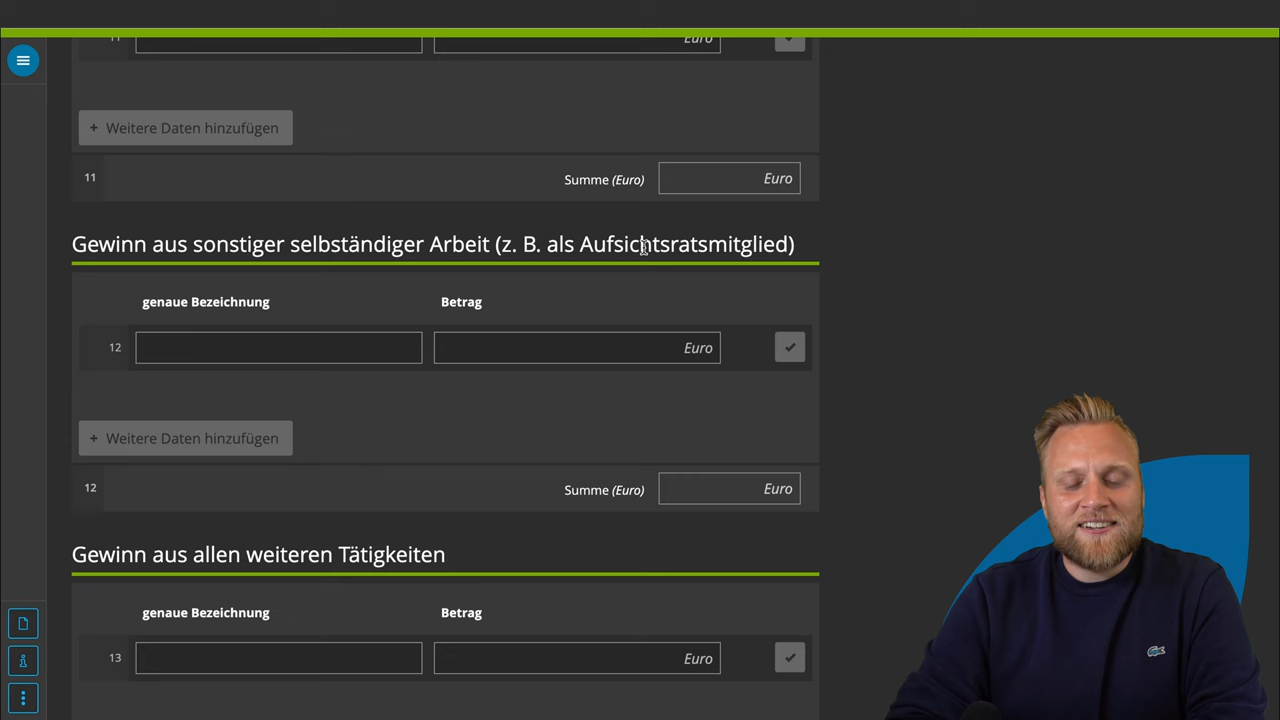 11 Euro
+ Weitere Daten hinzufügen
11 Summe (Euro) Euro
Gewinn aus sonstiger selbständiger Arbeit (z. B. als Aufsichtsratsmitglied)
genaue Bezeichnung Betrag
12 Euro
+ Weitere Daten hinzufügen
12 Summe (Euro) Euro
Gewinn aus allen weiteren Tätigkeiten
genaue Bezeichnung Betrag
13 Euro